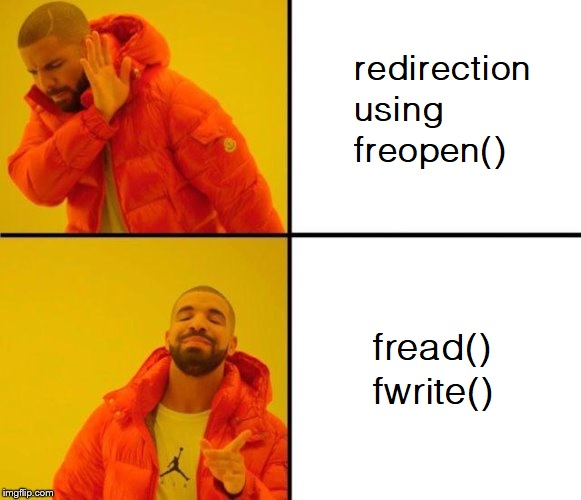 redirection
using
freopen()
fread()
fwrite()
imgflip.com